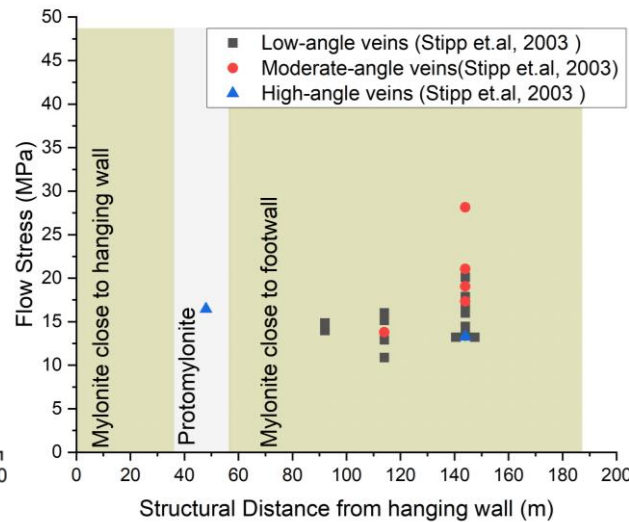 50
45
40
35
30
25
20
15
10
5
0
Flow Stress (MPa)
Low-angle veins (Stipp et.al, 2003 )
Moderate-angle veins(Stipp et.al, 2003)
High-angle veins (Stipp et.al, 2003 )
Mylonite close to hanging wall
Protomylonite
Mylonite close to footwall
0 20 40 60 80 100 120 140 160 180 200
Structural Distance from hanging wall (m)